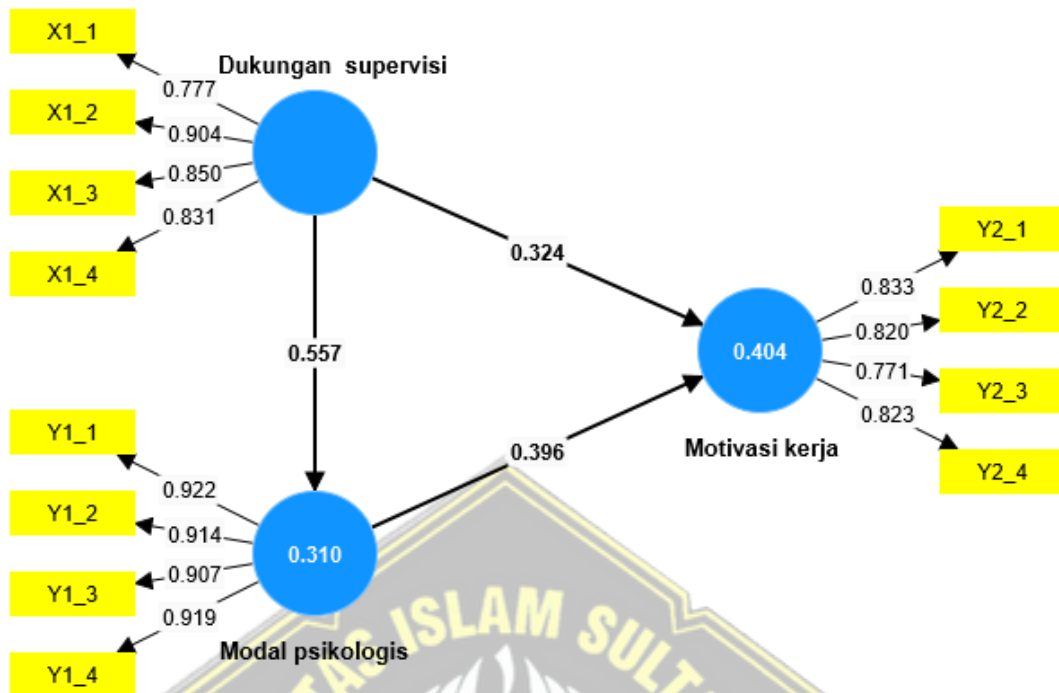 X1_1
X1_2
X1_3
X1_4
0.777
0.904
0.850
0.831
Dukungan supervisi
0.324
0.557
0.396
Y2_1
Y2_2
Y2_3
Y2_4
0.833
0.820
0.771
0.823
0.404
Motivasi kerja
Y1_1
Y1_2
Y1_3
Y1_4
0.922
0.914
0.907
0.919
0.310
Modal psikologis
ISLAM